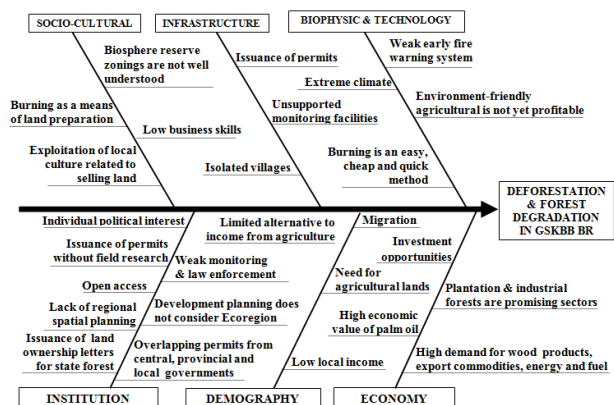 SOCIO-CULTURAL
INFRASTRUCTURE
BIOPHYSIC & TECHNOLOGY
Biosphere reserve
zonings are not well
understood
Burning as a means
of land preparation
Low business skills
Exploitation of local
culture related to
selling land
Issuance of permits
Extreme climate
Unsupported
monitoring facilities
Isolated villages
Weak early fire
warning system
Environment-friendly
agricultural is not yet profitable
Burning is an easy,
cheap and quick
method
DEFORESTATION
& FOREST
DEGRADATION
IN GSKBB BR
Individual political interest
Issuance of permits
without field research
Open access
Lack of regional
spatial planning
Issuance of land
ownership letters
for state forest
Limited alternative to
income from agriculture
Weak monitoring
& law enforcement
Development planning does
not consider Ecoregion
Overlapping permits from
central, provincial and
local governments
Migration
Need for
agricultural lands
High economic
value of palm oil
Low local income
Investment
opportunities
Plantation & industrial
forests are promising sectors
High demand for wood products,
export commodities, energy and fuel
INSTITUTION
DEMOGRAPHY
ECONOMY